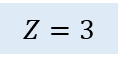 Z = 3